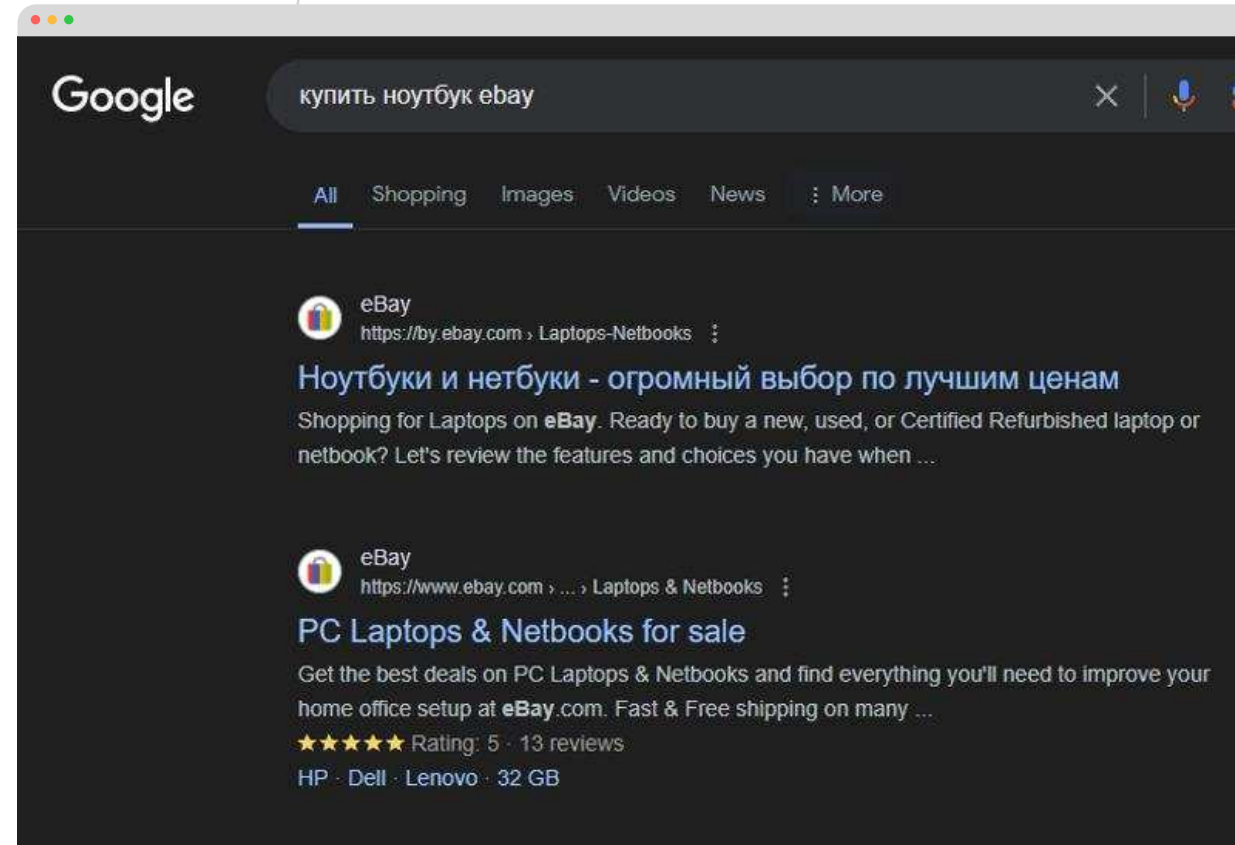 Google
купить ноутбук ebay
All Shopping Images Videos News More
eBay
https://by.ebay.com › Laptops-Netbooks
Ноутбуки и нетбуки - огромный выбор по лучшим ценам
Shopping for Laptops on eBay. Ready to buy a new, used, or Certified Refurbished laptop or
netbook? Let's review the features and choices you have when ...
eBay
https://www.ebay.com › ... › Laptops & Netbooks
PC Laptops & Netbooks for sale
Get the best deals on PC Laptops & Netbooks and find everything you'll need to improve your
home office setup at eBay.com. Fast & Free shipping on many ...
Rating: 5 · 13 reviews
HP · Dell · Lenovo · 32 GB